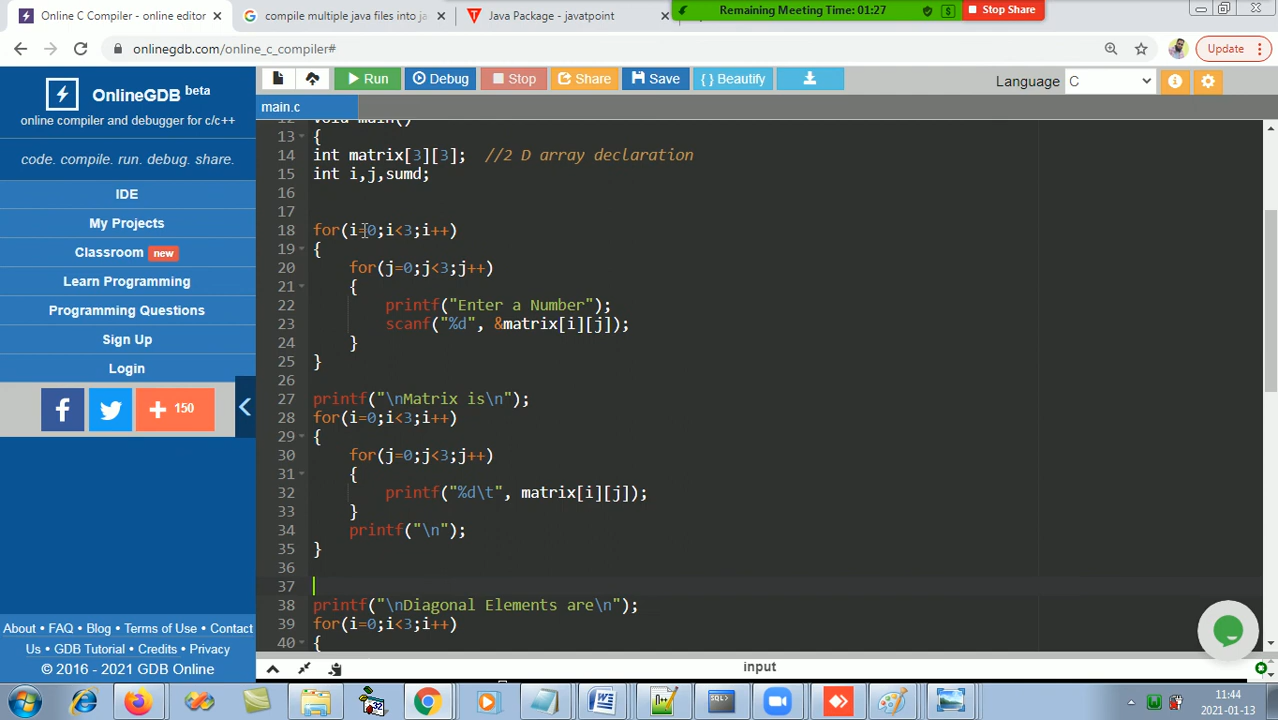 Online C Compiler - online editor
compile multiple java files into ja
Java Package - javatpoint
Remaining Meeting Time: 01:27
Stop Share
onlinegdb.com/online_c_compiler#
Update
OnlineGDB beta
online compiler and debugger for c/c++
code. compile. run. debug. share.
IDE
My Projects
Classroom new
Learn Programming
Programming Questions
Sign Up
Login
150
About • FAQ • Blog • Terms of Use • Contact
Us • GDB Tutorial • Credits • Privacy
© 2016 - 2021 GDB Online
Run
Debug
Stop
Share
Save
{ } Beautify
Language C
main.c
12 void main()
13 {
14 int matrix[3][3];  //2 D array declaration
15 int i,j,sumd;
16
17
18 for(i=0;i<3;i++)
19 {
20 for(j=0;j<3;j++)
21 {
22 printf("Enter a Number");
23 scanf("%d", &matrix[i][j]);
24 }
25 }
26
27 printf("\nMatrix is\n");
28 for(i=0;i<3;i++)
29 {
30 for(j=0;j<3;j++)
31 {
32 printf("%d\t", matrix[i][j]);
33 }
34 printf("\n");
35 }
36
37
38 printf("\nDiagonal Elements are\n");
39 for(i=0;i<3;i++)
40 {
input
11:44
2021-01-13